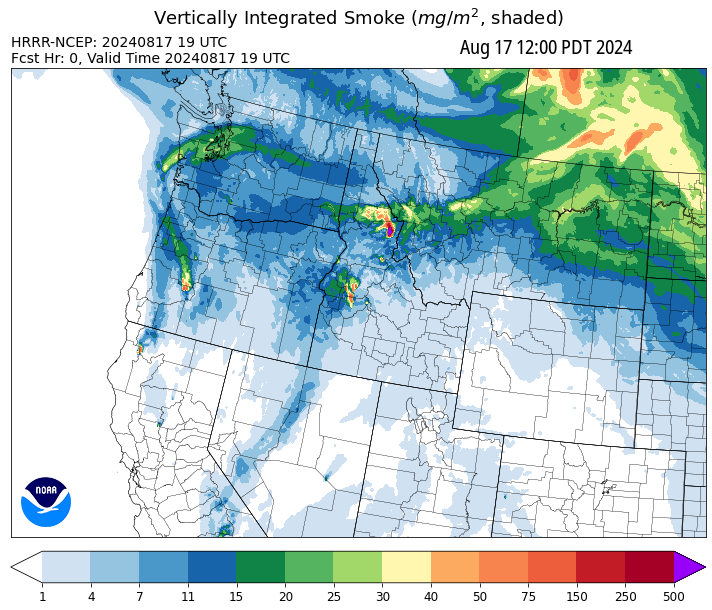 Vertically Integrated Smoke (mg/m², shaded)
HRRR-NCEP: 20240817 19 UTC
Aug 17 12:00 PDT 2024
Fcst Hr: 0, Valid Time 20240817 19 UTC
NOAA
1 4 7 11 15 20 25 30 40 50 75 150 250 500